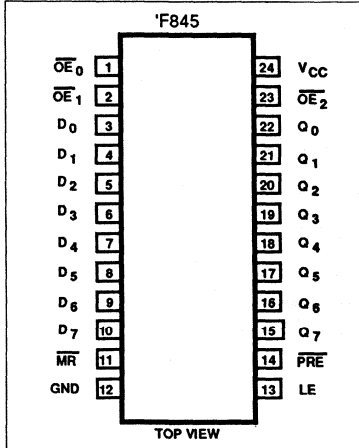 'F845
OE0 1 24 VCC
OE1 2 23 OE2
D0 3 22 Q0
D1 4 21 Q1
D2 5 20 Q2
D3 6 19 Q3
D4 7 18 Q4
D5 8 17 Q5
D6 9 16 Q6
D7 10 15 Q7
MR 11 14 PRE
GND 12 13 LE
TOP VIEW